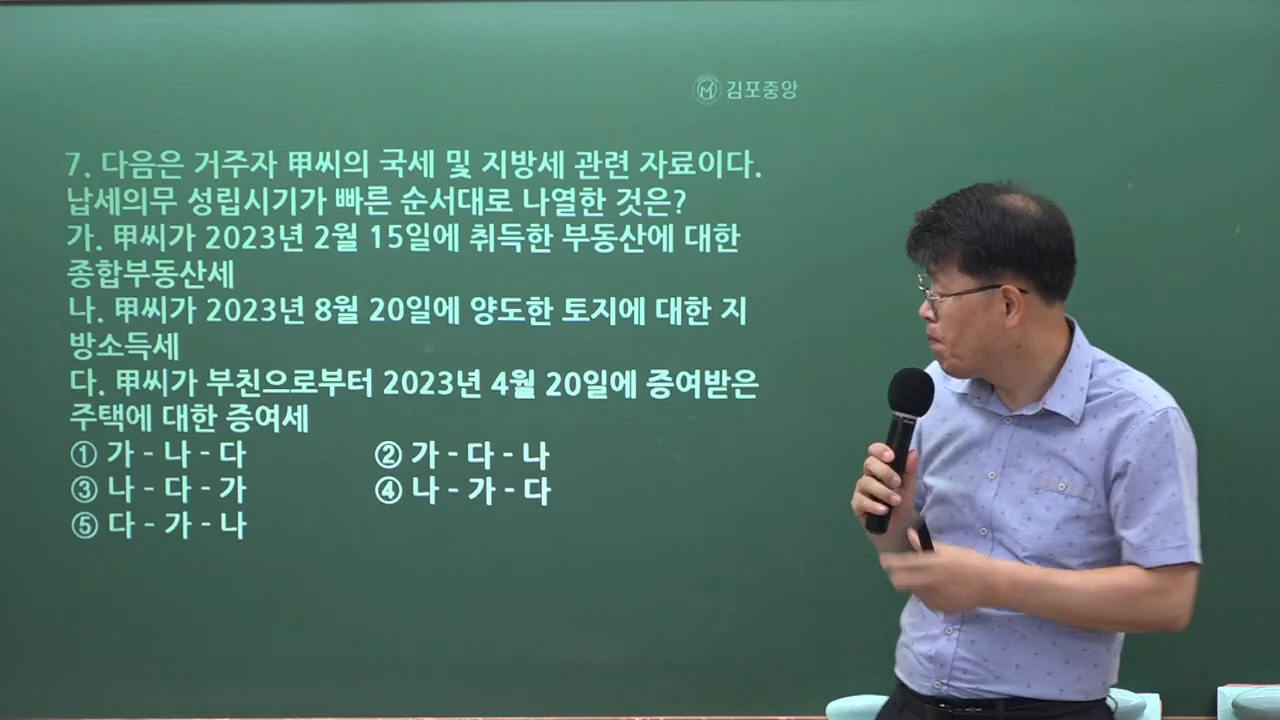 김포중앙
7. 다음은 거주자 甲씨의 국세 및 지방세 관련 자료이다.
납세의무 성립시기가 빠른 순서대로 나열한 것은?
가. 甲씨가 2023년 2월 15일에 취득한 부동산에 대한
종합부동산세
나. 甲씨가 2023년 8월 20일에 양도한 토지에 대한 지
방소득세
다. 甲씨가 부친으로부터 2023년 4월 20일에 증여받은
주택에 대한 증여세
① 가 - 나 - 다 ② 가 - 다 - 나
③ 나 - 다 - 가 ④ 나 - 가 - 다
⑤ 다 - 가 - 나